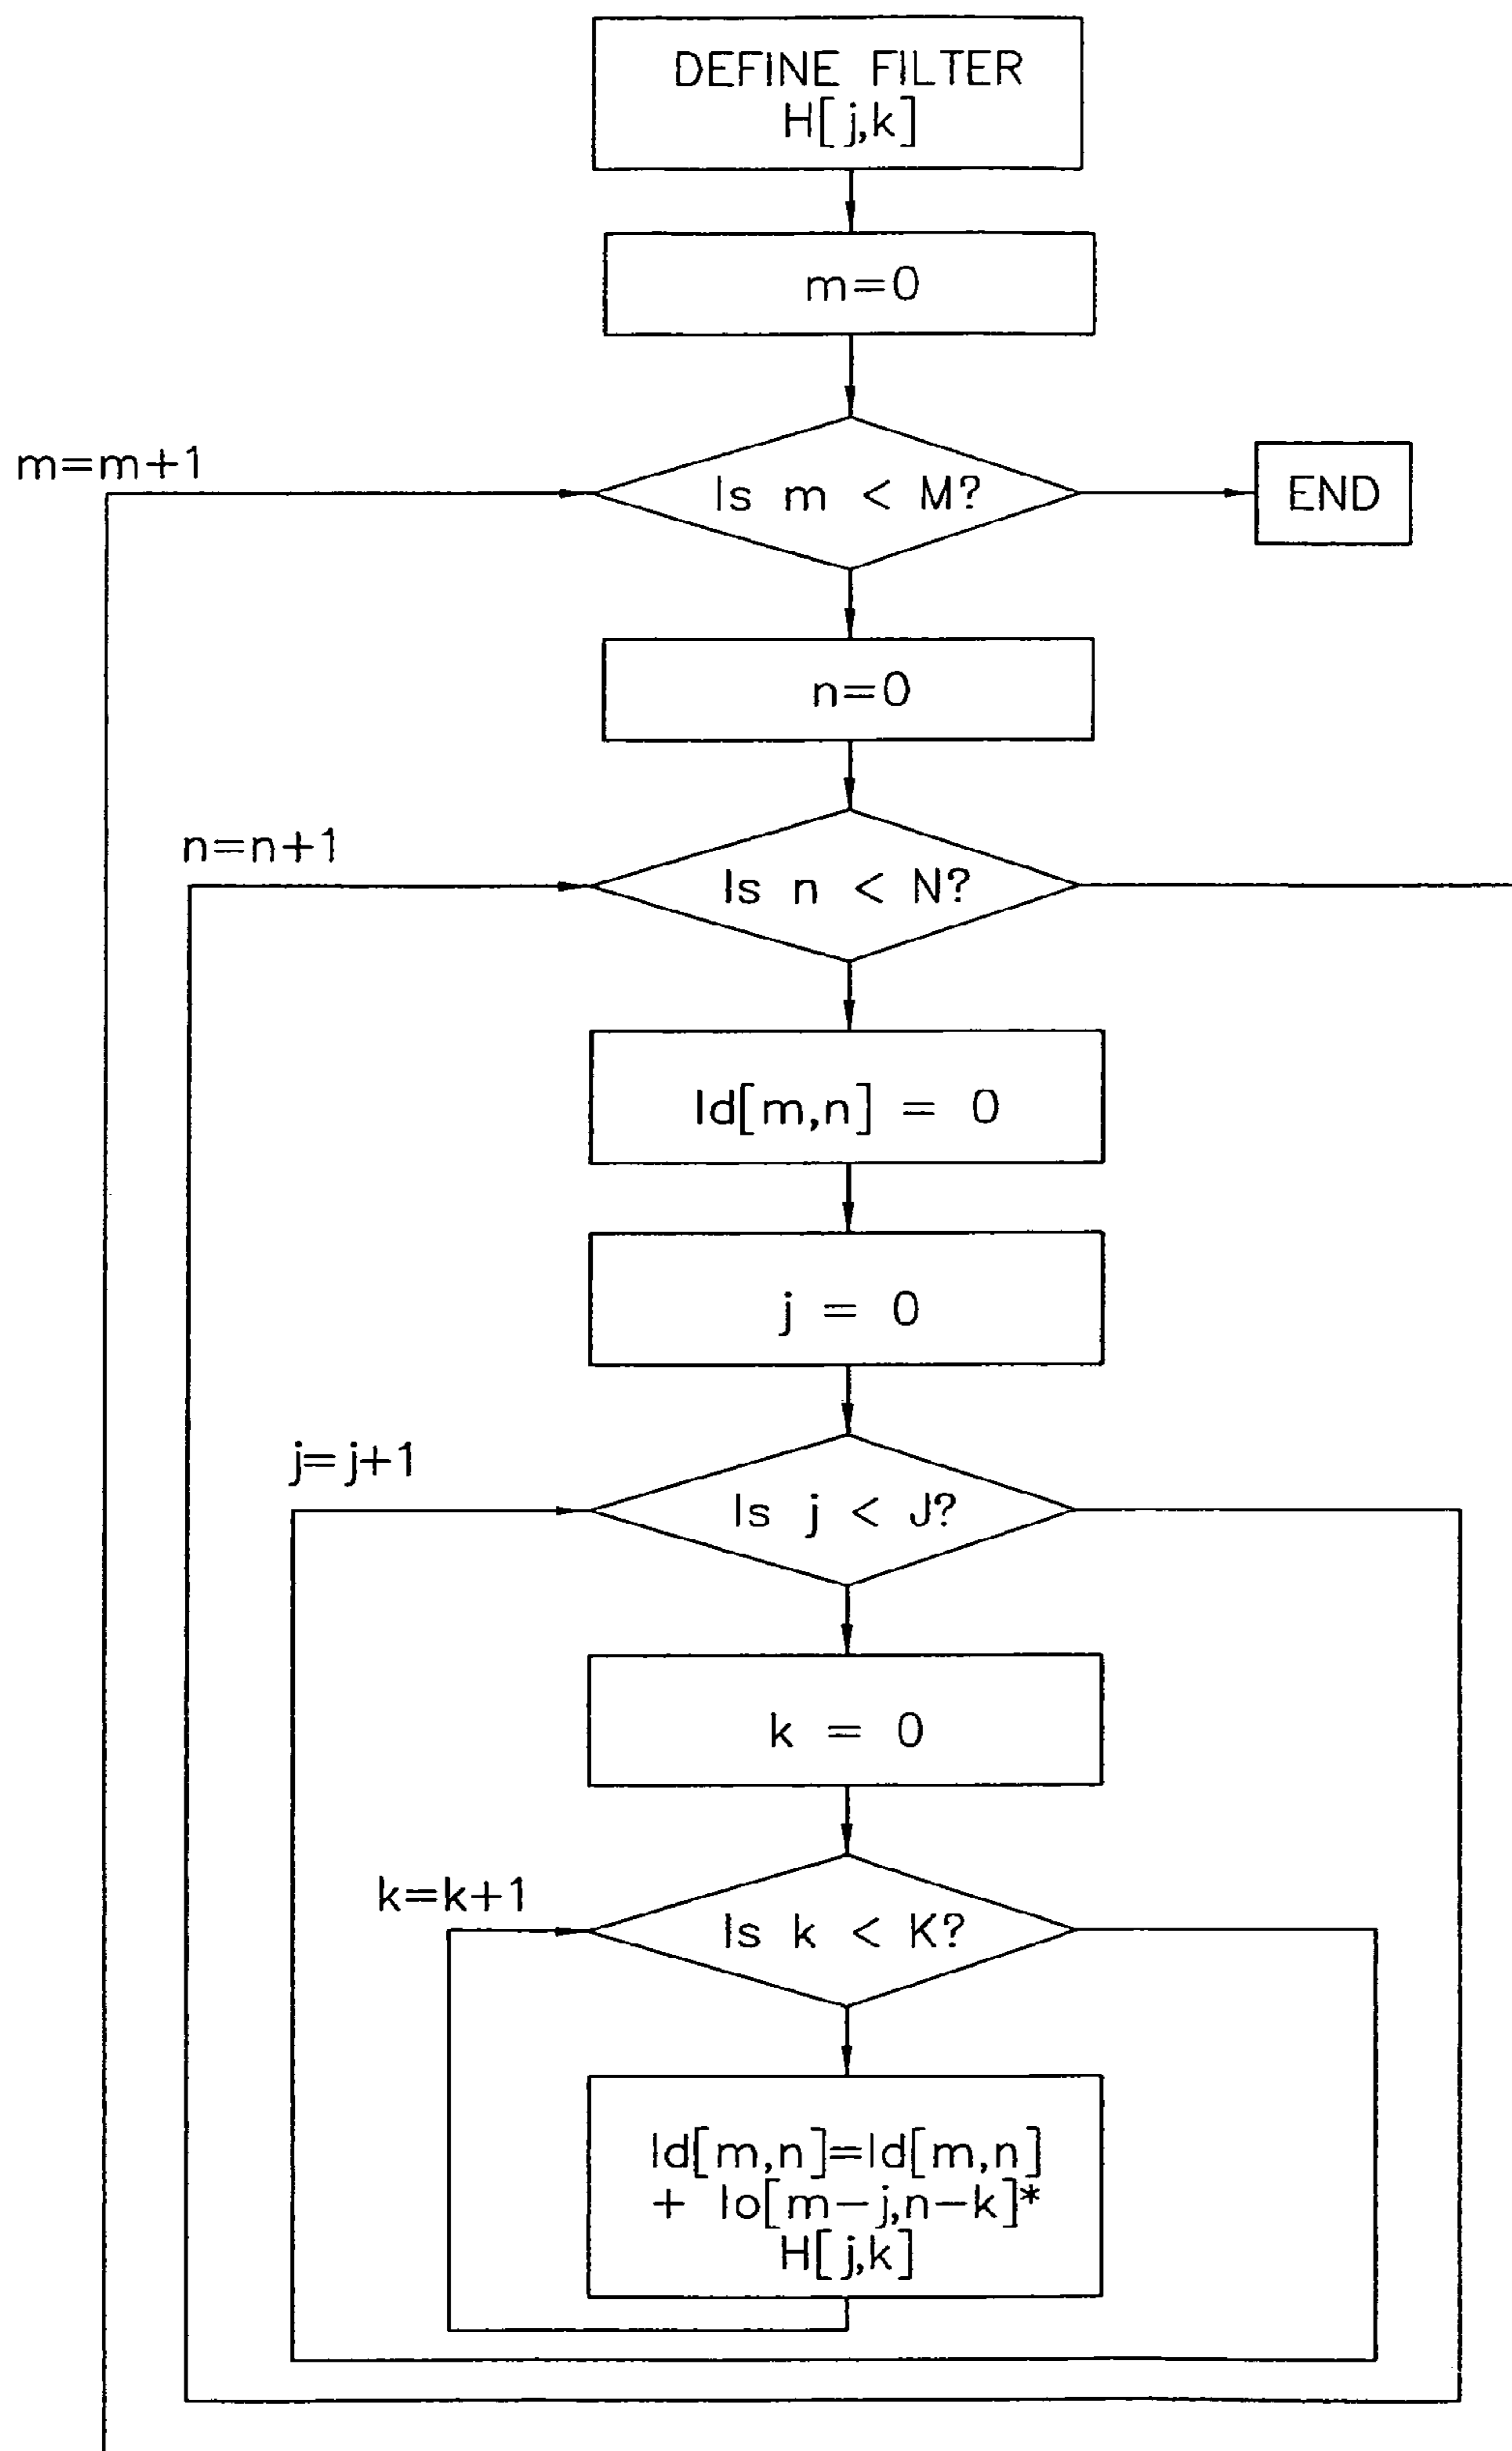 DEFINE FILTER
H[j,k]
m=0
m=m+1
Is m < M?
END
n=0
n=n+1
Is n < N?
Id[m,n] = 0
j = 0
j=j+1
Is j < J?
k = 0
k=k+1
Is k < K?
Id[m,n]=Id[m,n]
+ Io[m-j,n-k]*
H[j,k]